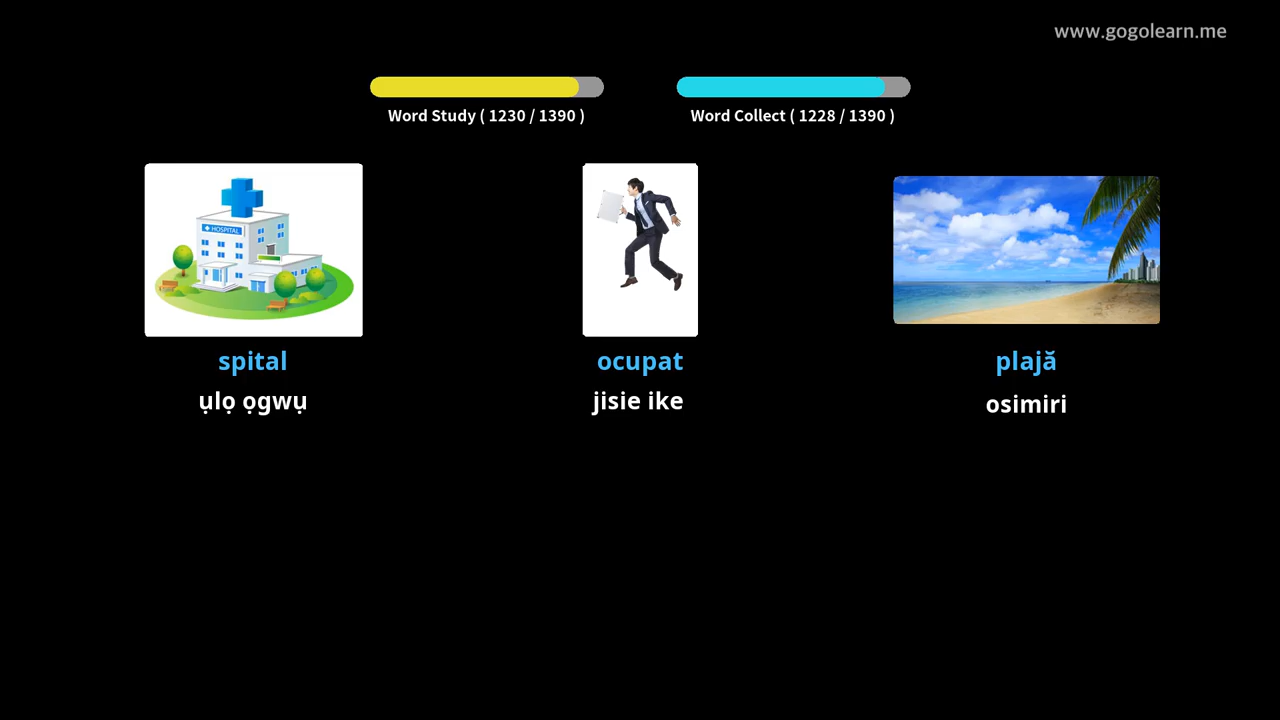 www.gogolearn.me
Word Study ( 1230 / 1390 )
Word Collect ( 1228 / 1390 )
HOSPITAL
spital
ocupat
plajă
ụlọ ọgwụ
jisie ike
osimiri